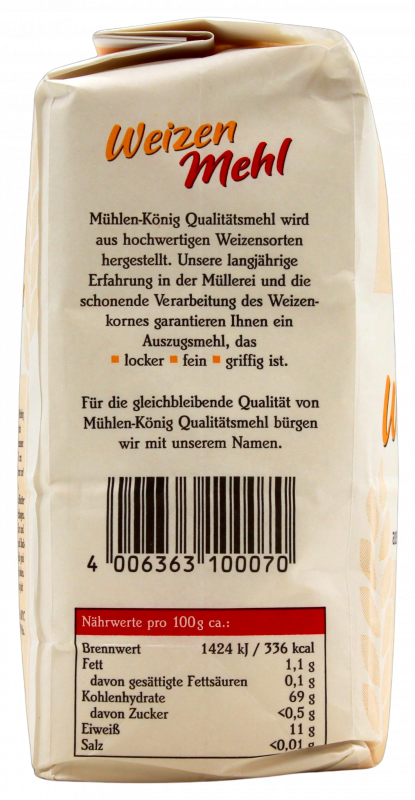 Weizen
Mehl
Mühlen-König Qualitätsmehl wird
aus hochwertigen Weizensorten
hergestellt. Unsere langjährige
Erfahrung in der Müllerei und die
schonende Verarbeitung des Weizen-
kornes garantieren Ihnen ein
Auszugsmehl, das
▪ locker ▪ fein ▪ griffig ist.
Für die gleichbleibende Qualität von
Mühlen-König Qualitätsmehl bürgen
wir mit unserem Namen.
4 006363 100070
Nährwerte pro 100g ca.:
Brennwert 1424 kJ / 336 kcal
Fett 1,1 g
davon gesättigte Fettsäuren 0,1 g
Kohlenhydrate 69 g
davon Zucker <0,5 g
Eiweiß 11 g
Salz <0,01 g